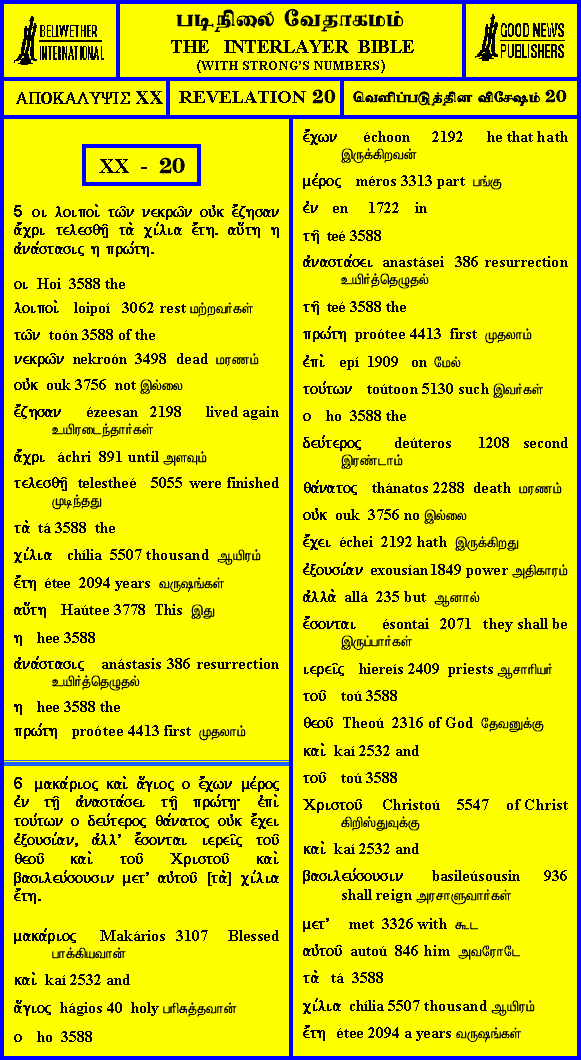 BELLWETHER
INTERNATIONAL
படிநிலை வேதாகமம்
THE INTERLAYER BIBLE
(WITH STRONG'S NUMBERS)
GOOD NEWS
PUBLISHERS
ΑΠΟΚΑΛΥΨΙΣ XX
REVELATION 20
வெளிப்படுத்தின விசேஷம் 20
XX - 20
5 οι λοιποὶ τῶν νεκρῶν οὐκ ἔζησαν
ἄχρι τελεσθῇ τὰ χίλια ἔτη. αὕτη η
ἀνάστασις η πρώτη.
οι Hoi 3588 the
λοιποὶ loipoí 3062 rest மற்றவர்கள்
τῶν toón 3588 of the
νεκρῶν nekroón 3498 dead மரணம்
οὐκ ouk 3756 not இல்லை
ἔζησαν ézeesan 2198 lived again
உயிரடைந்தார்கள்
ἄχρι áchri 891 until அளவும்
τελεσθῇ telestheé 5055 were finished
முடிந்தது
τὰ tá 3588 the
χίλια chília 5507 thousand ஆயிரம்
ἔτη étee 2094 years வருஷங்கள்
αὕτη Haútee 3778 This இது
η hee 3588
ἀνάστασις anástasis 386 resurrection
உயிர்த்தெழுதல்
η hee 3588 the
πρώτη proótee 4413 first முதலாம்
6 μακάριος καὶ ἅγιος ο ἔχων μέρος
ἐν τῇ ἀναστάσει τῇ πρώτῃ· ἐπὶ
τούτων ο δεύτερος θάνατος οὐκ ἔχει
ἐξουσίαν, ἀλλ' ἔσονται ιερεῖς τοῦ
θεοῦ καὶ τοῦ Χριστοῦ καὶ
βασιλεύσουσιν μετ' αὐτοῦ [τὰ] χίλια
ἔτη.
μακάριος Makários 3107 Blessed
பாக்கியவான்
καὶ kaí 2532 and
ἅγιος hágios 40 holy பரிசுத்தவான்
ο ho 3588
ἔχων échoon 2192 he that hath
இருக்கிறவன்
μέρος méros 3313 part பங்கு
ἐν en 1722 in
τῇ teé 3588
ἀναστάσει anastásei 386 resurrection
உயிர்த்தெழுதல்
τῇ teé 3588 the
πρώτῃ proótee 4413 first முதலாம்
ἐπὶ epí 1909 on மேல்
τούτων toútoon 5130 such இவர்கள்
ο ho 3588 the
δεύτερος deúteros 1208 second
இரண்டாம்
θάνατος thánatos 2288 death மரணம்
οὐκ ouk 3756 no இல்லை
ἔχει échei 2192 hath இருக்கிறது
ἐξουσίαν exousían 1849 power அதிகாரம்
ἀλλὰ allá 235 but ஆனால்
ἔσονται ésontai 2071 they shall be
இருப்பார்கள்
ιερεῖς hiereís 2409 priests ஆசாரியர்
τοῦ toú 3588
θεοῦ Theoú 2316 of God தேவனுக்கு
καὶ kaí 2532 and
τοῦ toú 3588
Χριστοῦ Christoú 5547 of Christ
கிறிஸ்துவுக்கு
καὶ kaí 2532 and
βασιλεύσουσιν basileúsousin 936
shall reign அரசாளுவார்கள்
μετ' met 3326 with கூட
αὐτοῦ autoú 846 him அவரோடே
τὰ tá 3588
χίλια chília 5507 thousand ஆயிரம்
ἔτη étee 2094 a years வருஷங்கள்